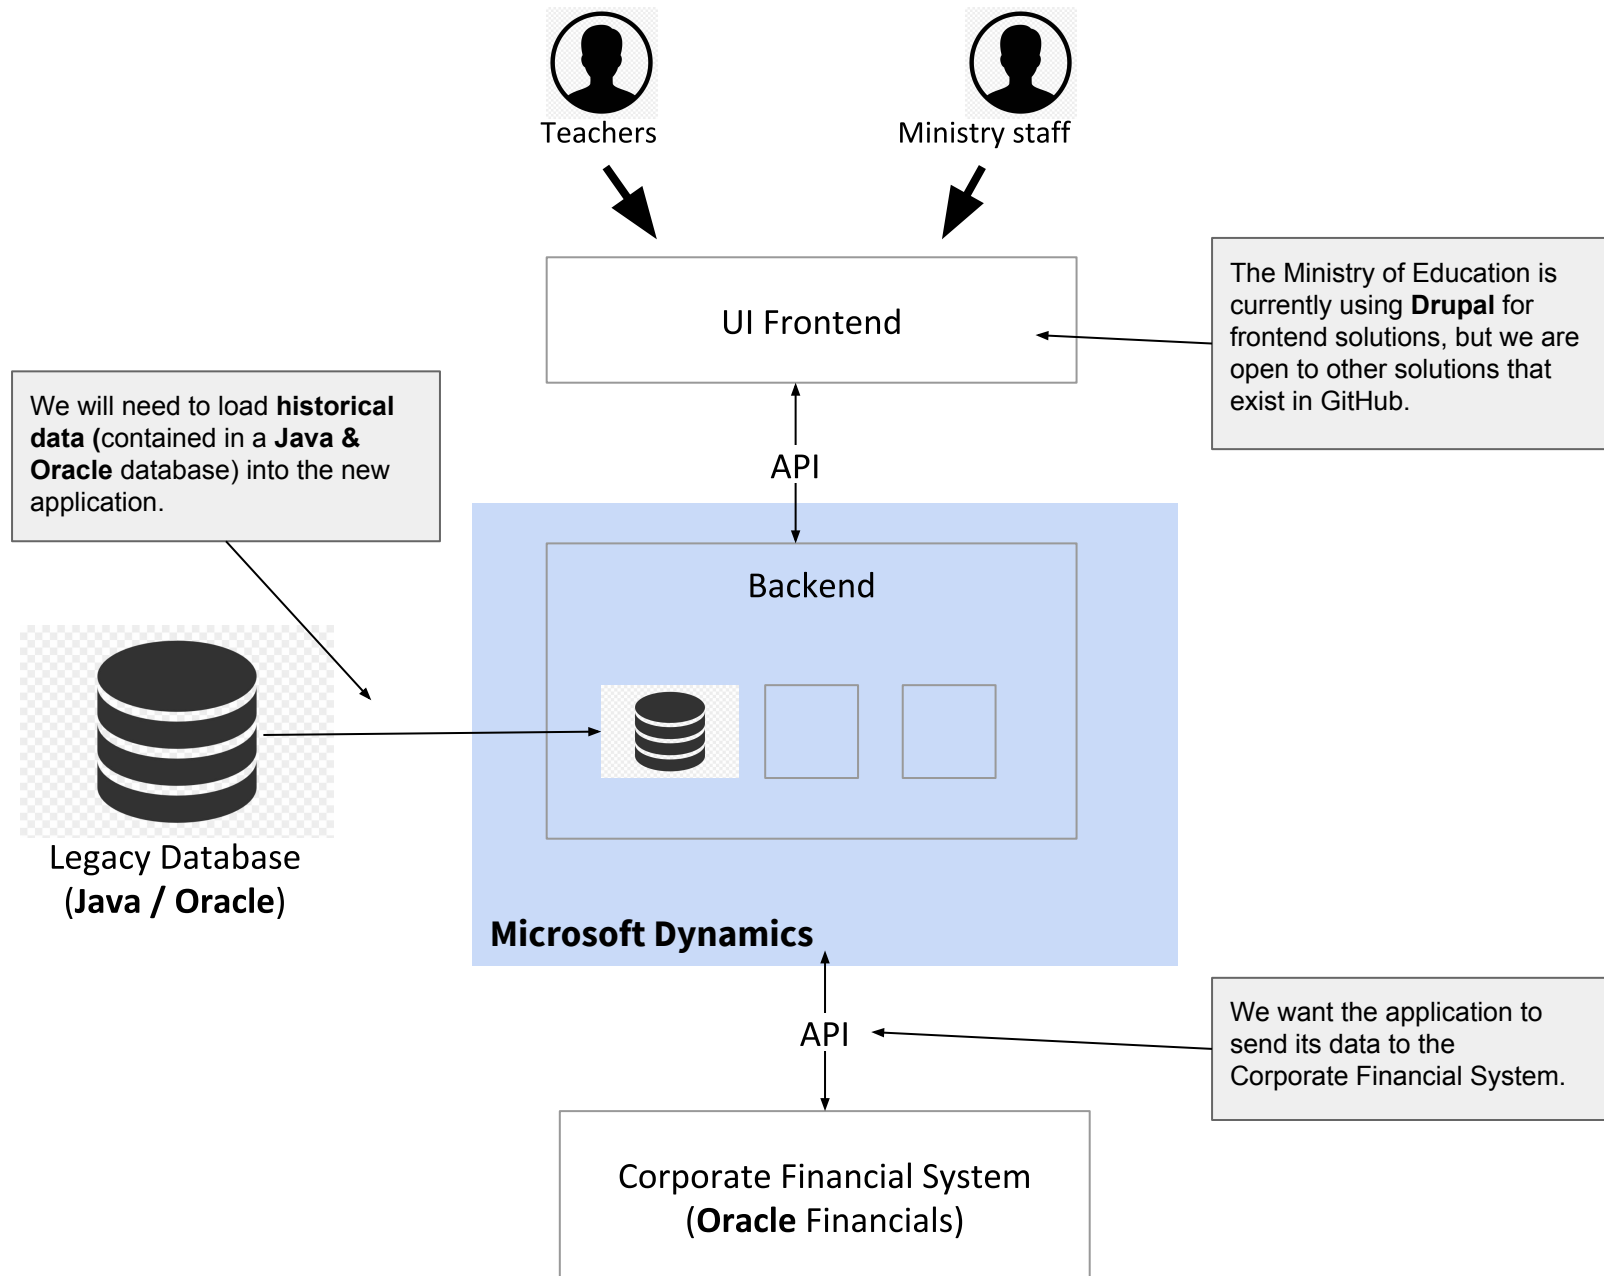 Teachers
Ministry staff
UI Frontend
The Ministry of Education is
currently using Drupal for
frontend solutions, but we are
open to other solutions that
exist in GitHub.
We will need to load historical
data (contained in a Java &
Oracle database) into the new
application.
API
Backend
Legacy Database
(Java / Oracle)
Microsoft Dynamics
API
We want the application to
send its data to the
Corporate Financial System.
Corporate Financial System
(Oracle Financials)